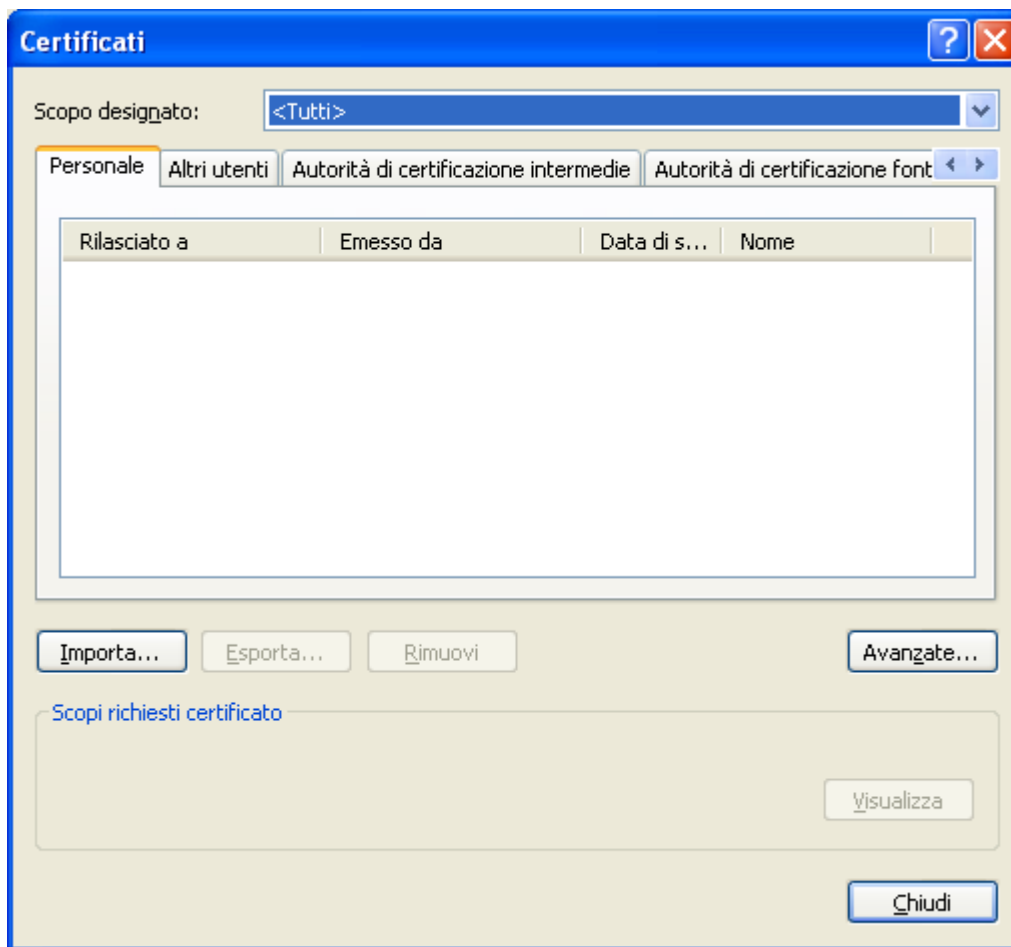 Certificati
Scopo designato: <Tutti>
Personale Altri utenti Autorità di certificazione intermedie Autorità di certificazione font
Rilasciato a Emesso da Data di s... Nome
Importa... Esporta... Rimuovi Avanzate...
Scopi richiesti certificato
Visualizza
Chiudi